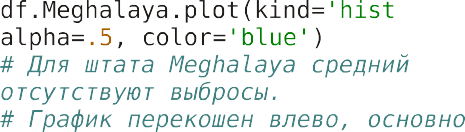 df.Meghalaya.plot(kind='hist
alpha=.5, color='blue')
# Для штата Meghalaya средний
отсутствуют выбросы.
# График перекошен влево, основно